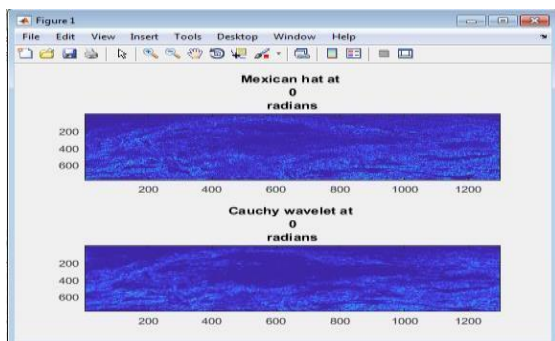 Figure 1
File Edit View Insert Tools Desktop Window Help
Mexican hat at
0
radians
200
400
600
200 400 600 800 1000 1200
Cauchy wavelet at
0
radians
200
400
600
200 400 600 800 1000 1200